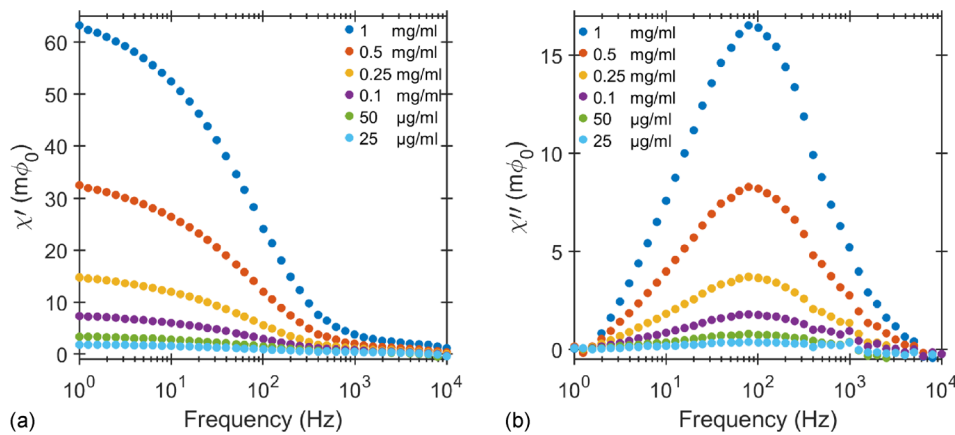 60
50
40
30
20
10
0
χ′ (mϕ0)
1 mg/ml
0.5 mg/ml
0.25 mg/ml
0.1 mg/ml
50 μg/ml
25 μg/ml
10^0 10^1 10^2 10^3 10^4
Frequency (Hz)
(a)
15
10
5
0
χ″ (mϕ0)
1 mg/ml
0.5 mg/ml
0.25 mg/ml
0.1 mg/ml
50 μg/ml
25 μg/ml
10^0 10^1 10^2 10^3 10^4
Frequency (Hz)
(b)